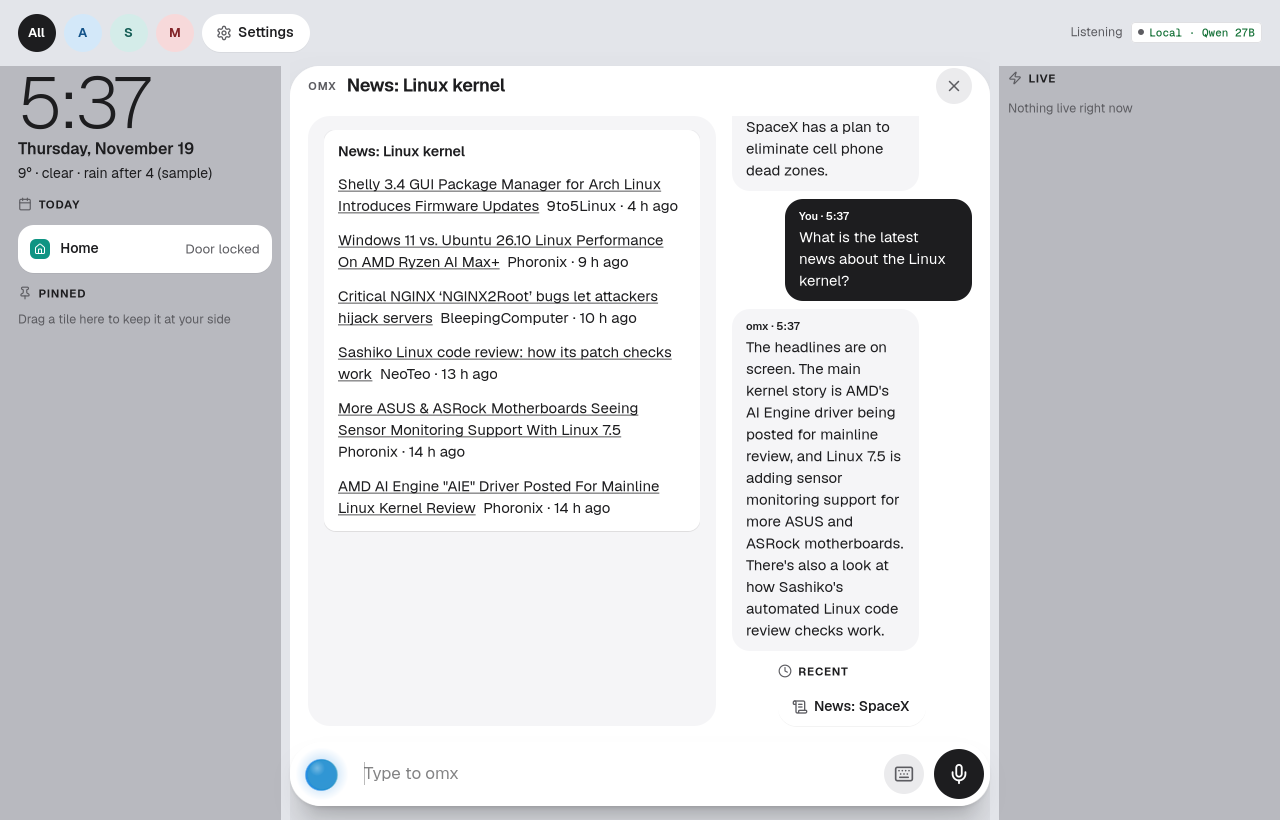 All
A
S
M
Settings
Listening
Local · Qwen 27B
5:37
Thursday, November 19
9° · clear · rain after 4 (sample)
TODAY
Home
Door locked
PINNED
Drag a tile here to keep it at your side
OMX
News: Linux kernel
News: Linux kernel
Shelly 3.4 GUI Package Manager for Arch Linux
Introduces Firmware Updates 9to5Linux · 4 h ago
Windows 11 vs. Ubuntu 26.10 Linux Performance
On AMD Ryzen AI Max+ Phoronix · 9 h ago
Critical NGINX ‘NGINX2Root’ bugs let attackers
hijack servers BleepingComputer · 10 h ago
Sashiko Linux code review: how its patch checks
work NeoTeo · 13 h ago
More ASUS & ASRock Motherboards Seeing
Sensor Monitoring Support With Linux 7.5
Phoronix · 14 h ago
AMD AI Engine "AIE" Driver Posted For Mainline
Linux Kernel Review Phoronix · 14 h ago
SpaceX has a plan to
eliminate cell phone
dead zones.
You · 5:37
What is the latest
news about the Linux
kernel?
omx · 5:37
The headlines are on
screen. The main
kernel story is AMD's
AI Engine driver being
posted for mainline
review, and Linux 7.5 is
adding sensor
monitoring support for
more ASUS and
ASRock motherboards.
There's also a look at
how Sashiko's
automated Linux code
review checks work.
RECENT
News: SpaceX
Type to omx
LIVE
Nothing live right now